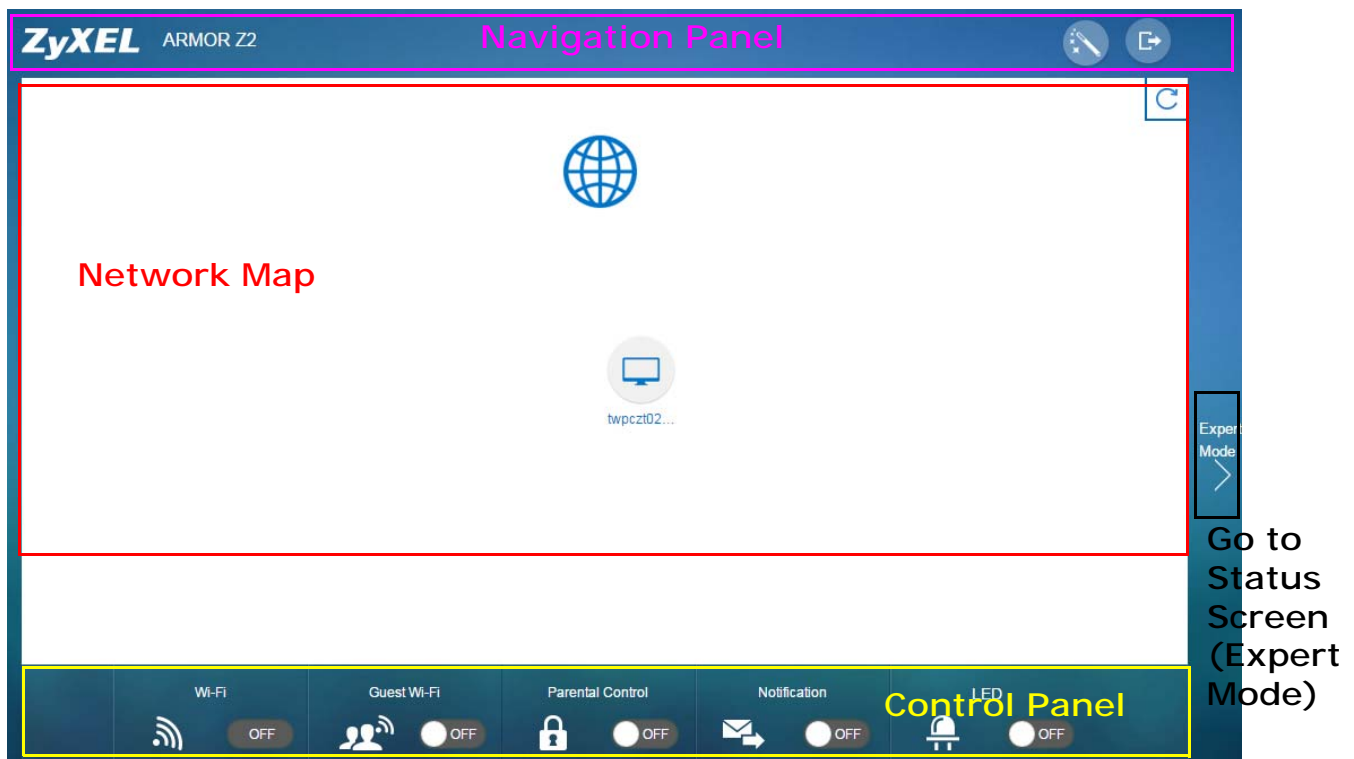 ZyXEL ARMOR Z2
Navigation Panel
Network Map
twpczt02...
Expert
Mode
Go to
Status
Screen
(Expert
Mode)
Wi-Fi
OFF
Guest Wi-Fi
OFF
Parental Control
OFF
Notification
OFF
LED
OFF
Control Panel